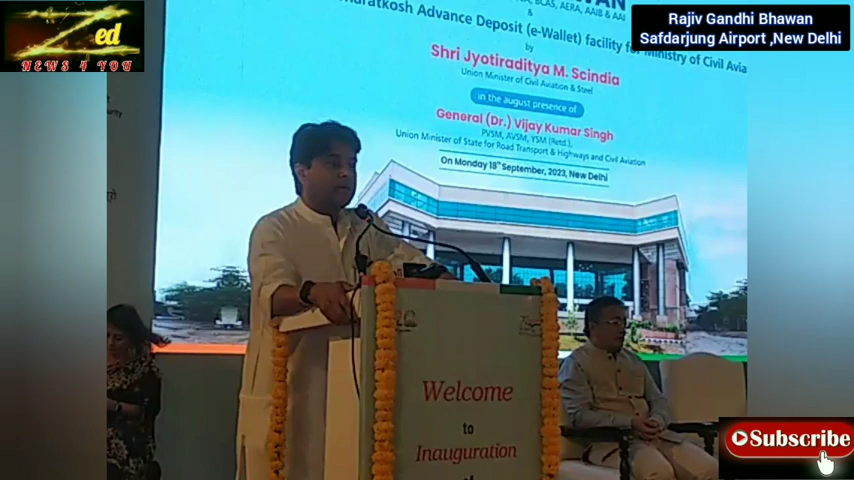 Zed
NEWS 4 YOU
Rajiv Gandhi Bhawan
Safdarjung Airport ,New Delhi
BCAS, AERA, AAIB & AAI
&
Advance Deposit (e-Wallet) facility for Ministry of Civil Avia
by
Shri Jyotiraditya M. Scindia
Union Minister of Civil Aviation & Steel
in the august presence of
General (Dr.) Vijay Kumar Singh
PVSM, AVSM, YSM (Retd.),
Union Minister of State for Road Transport & Highways and Civil Aviation
On Monday 18th September, 2023, New Delhi
Welcome
to
Inauguration
Subscribe